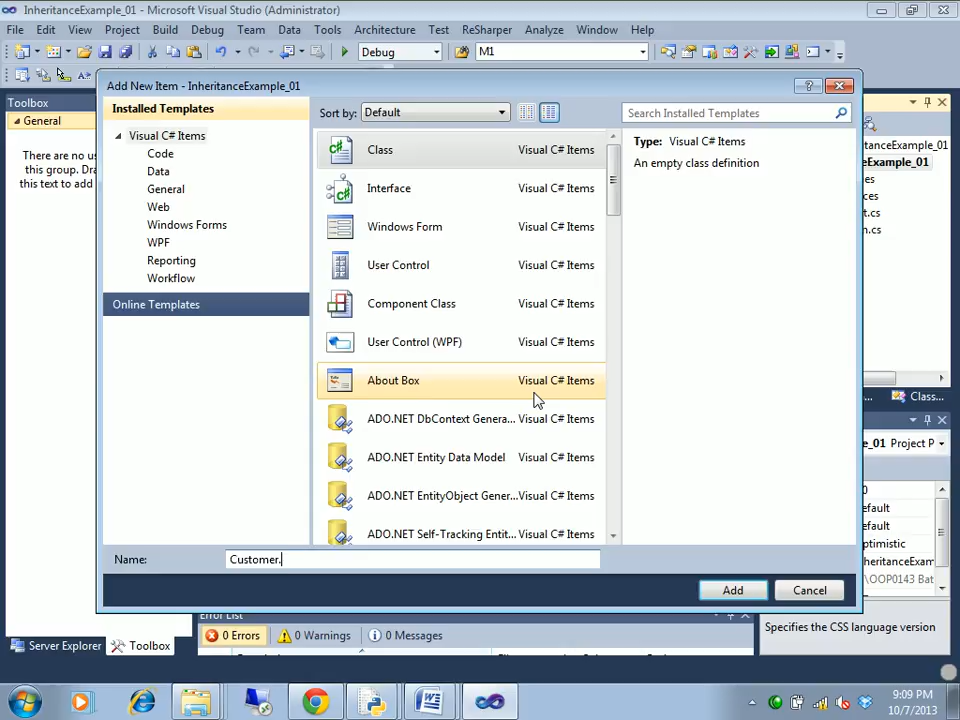 InheritanceExample_01 - Microsoft Visual Studio (Administrator)
File Edit View Project Build Debug Team Data Tools Architecture Test ReSharper Analyze Window Help
Debug M1
Toolbox
General
There are no us
this group. Dra
this text to add
Add New Item - InheritanceExample_01
Installed Templates
Visual C# Items
Code
Data
General
Web
Windows Forms
WPF
Reporting
Workflow
Online Templates
Sort by: Default
Search Installed Templates
Class Visual C# Items
Interface Visual C# Items
Windows Form Visual C# Items
User Control Visual C# Items
Component Class Visual C# Items
User Control (WPF) Visual C# Items
About Box Visual C# Items
ADO.NET DbContext Genera... Visual C# Items
ADO.NET Entity Data Model Visual C# Items
ADO.NET EntityObject Gener... Visual C# Items
ADO.NET Self-Tracking Entit... Visual C# Items
Type: Visual C# Items
An empty class definition
Name: Customer.
Add Cancel
etanceExample_01
eExample_01
es
ces
t.cs
n.cs
... Class...
e_01 Project P
0
efault
efault
otimistic
heritanceExam
\OOP0143 Bat
Specifies the CSS language version
Error List
0 Errors 0 Warnings 0 Messages
Server Explorer Toolbox
9:09 PM
10/7/2013